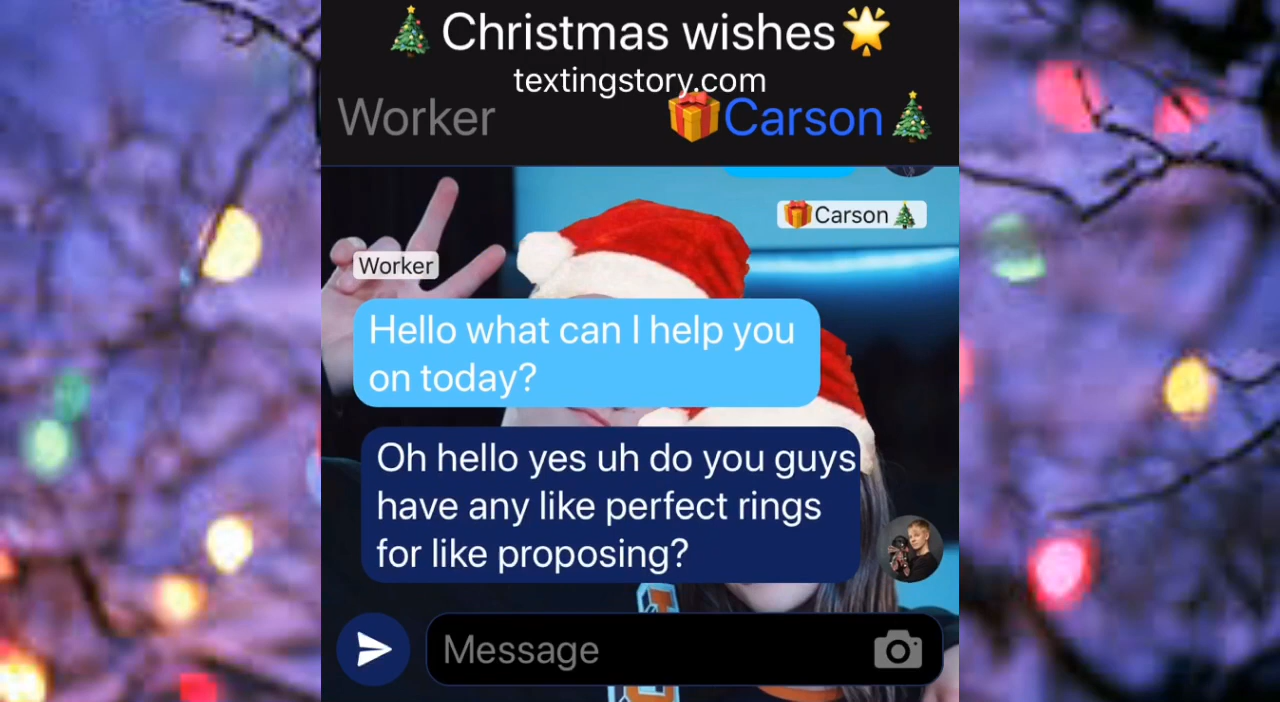 🎄Christmas wishes🌟
textingstory.com
Worker 🎁Carson🎄
🎁Carson🎄
Worker
Hello what can I help you
on today?
Oh hello yes uh do you guys
have any like perfect rings
for like proposing?
Message